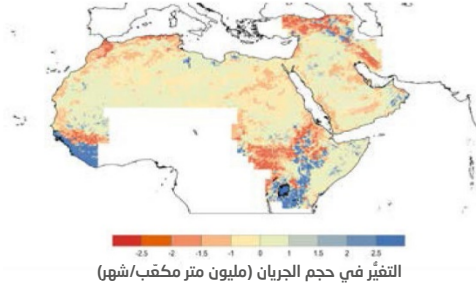 -2.5 -2 -1.5 -1 0 1 1.5 2 2.5
التغيُّر في حجم الجريان (مليون متر مكعّب/شهر)